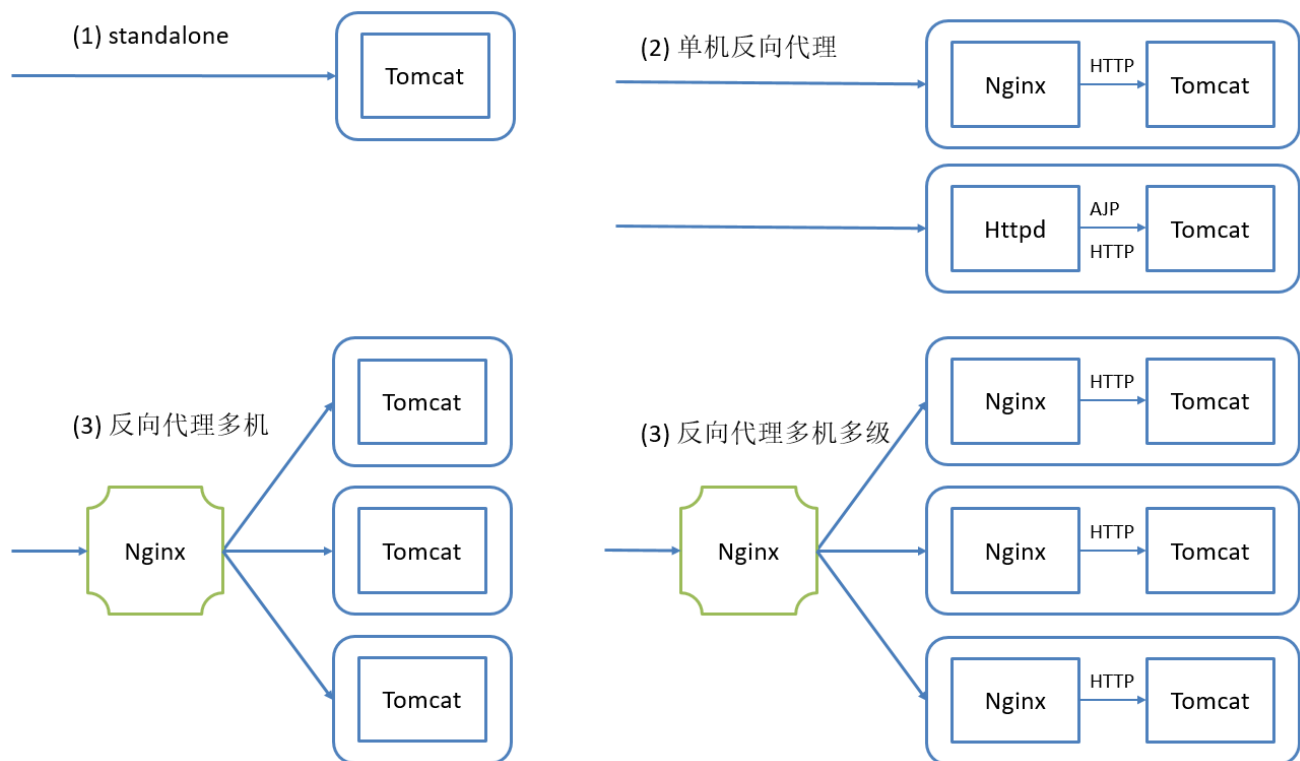 (1) standalone
Tomcat
(2) 单机反向代理
Nginx
HTTP
Tomcat
Httpd
AJP
HTTP
Tomcat
(3) 反向代理多机
Nginx
Tomcat
Tomcat
Tomcat
(3) 反向代理多机多级
Nginx
Nginx
HTTP
Tomcat
Nginx
HTTP
Tomcat
Nginx
HTTP
Tomcat